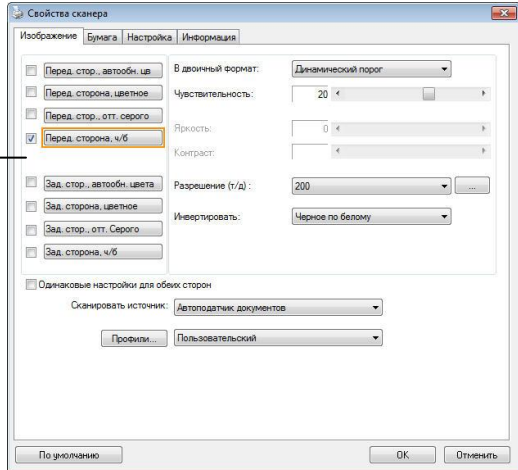 Свойства сканера
Изображение Бумага Настройка Информация
Перед. стор., автообн. цв
Перед. сторона, цветное
Перед. стор., отт. серого
Перед. сторона, ч/б
Зад. стор., автообн. цвета
Зад. сторона, цветное
Зад. стор., отт. Серого
Зад. сторона, ч/б
В двоичный формат: Динамический порог
Чувствительность: 20
Яркость: 0
Контраст:
Разрешение (т/д) : 200 ...
Инвертировать: Черное по белому
Одинаковые настройки для обеих сторон
Сканировать источник: Автоподатчик документов
Профили... Пользовательский
По умолчанию OK Отменить